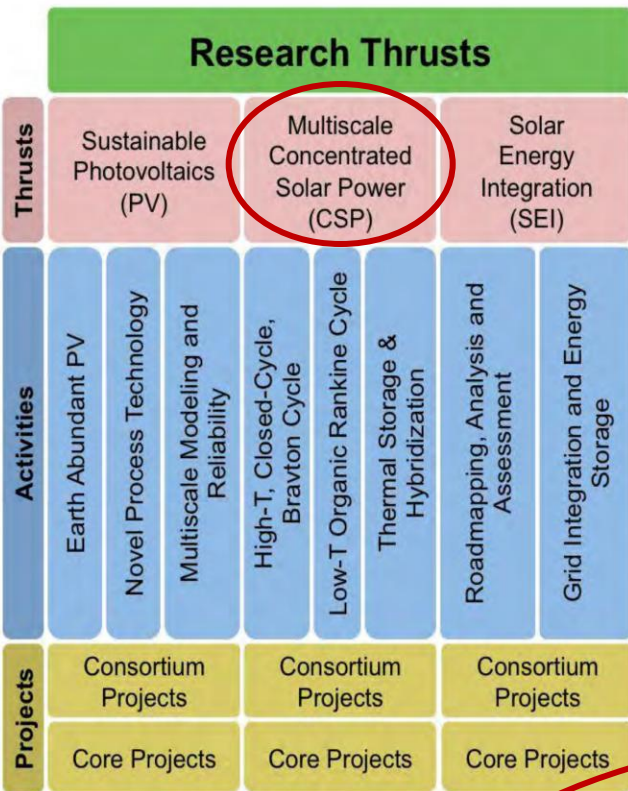 Research Thrusts
Thrusts
Sustainable
Photovoltaics
(PV)
Multiscale
Concentrated
Solar Power
(CSP)
Solar
Energy
Integration
(SEI)
Activities
Earth Abundant PV
Novel Process Technology
Multiscale Modeling and
Reliability
High-T, Closed-Cycle,
Bravton Cycle
Low-T Organic Rankine Cycle
Thermal Storage &
Hybridization
Roadmapping, Analysis and
Assessment
Grid Integration and Energy
Storage
Projects
Consortium
Projects
Consortium
Projects
Consortium
Projects
Core Projects
Core Projects
Core Projects